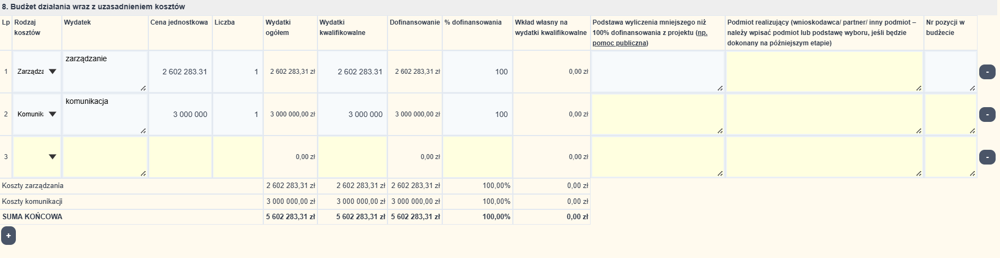 8. Budżet działania wraz z uzasadnieniem kosztów
Lp Rodzaj kosztów Wydatek Cena jednostkowa Liczba Wydatki ogółem Wydatki kwalifikowalne Dofinansowanie % dofinansowania Wkład własny na wydatki kwalifikowalne Podstawa wyliczenia mniejszego niż 100% dofinansowania z projektu (np. pomoc publiczna) Podmiot realizujący (wnioskodawca/ partner/ inny podmiot – należy wpisać podmiot lub podstawę wyboru, jeśli będzie dokonany na późniejszym etapie) Nr pozycji w budżecie
1 Zarządza zarządzanie 2 602 283.31 1 2 602 283,31 zł 2 602 283.31 2 602 283,31 zł 100 0,00 zł -
2 Komunik komunikacja 3 000 000 1 3 000 000,00 zł 3 000 000 3 000 000,00 zł 100 0,00 zł -
3 0,00 zł 0,00 zł 0,00 zł -
Koszty zarządzania 2 602 283,31 zł 2 602 283,31 zł 2 602 283,31 zł 100,00% 0,00 zł
Koszty komunikacji 3 000 000,00 zł 3 000 000,00 zł 3 000 000,00 zł 100,00% 0,00 zł
SUMA KOŃCOWA 5 602 283,31 zł 5 602 283,31 zł 5 602 283,31 zł 100,00% 0,00 zł
+